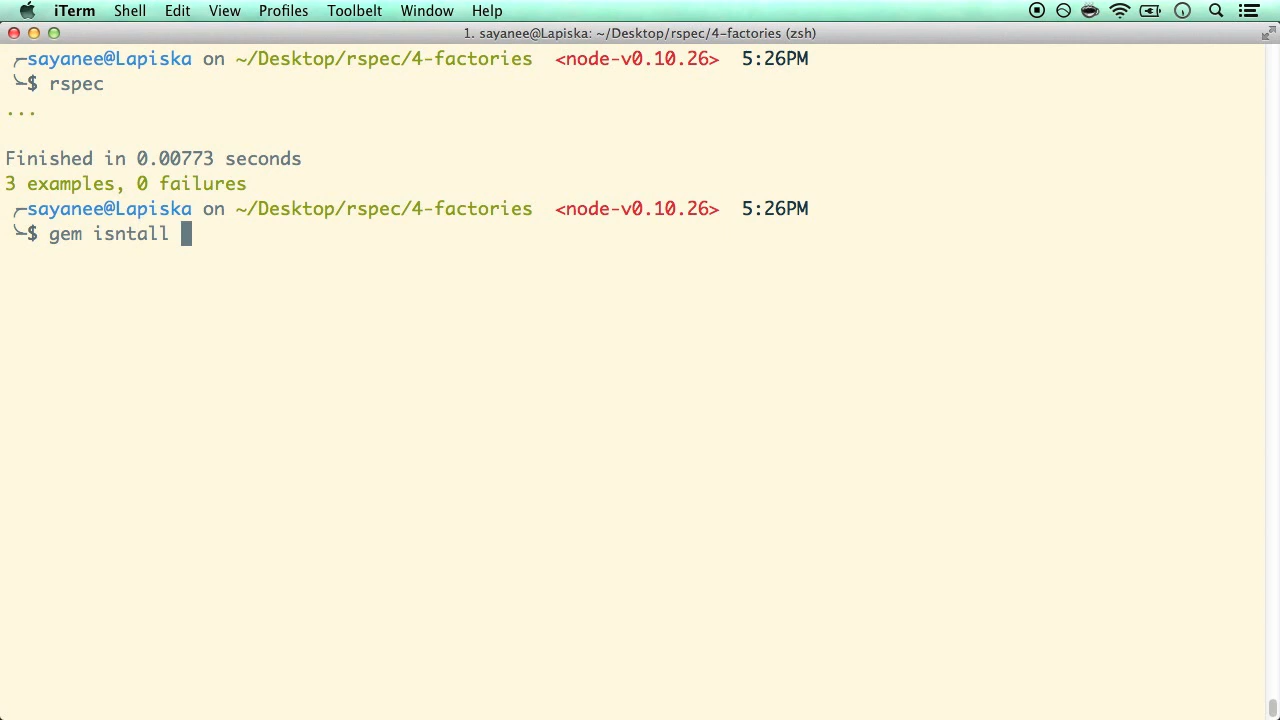 iTerm Shell Edit View Profiles Toolbelt Window Help
1. sayanee@Lapiska: ~/Desktop/rspec/4-factories (zsh)
╭─sayanee@Lapiska on ~/Desktop/rspec/4-factories <node-v0.10.26> 5:26PM
╰─$ rspec
...
Finished in 0.00773 seconds
3 examples, 0 failures
╭─sayanee@Lapiska on ~/Desktop/rspec/4-factories <node-v0.10.26> 5:26PM
╰─$ gem isntall